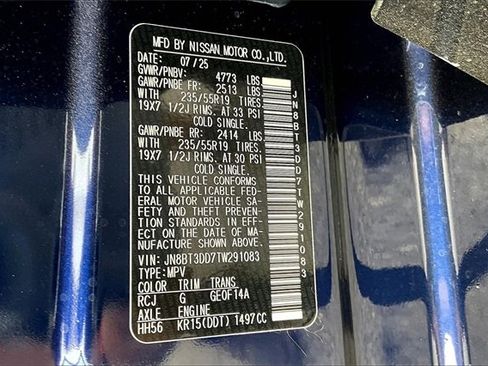 MFD BY NISSAN MOTOR CO.,LTD.
DATE: 07/25
GVWR/PNBV: 4773 LBS
GAWR/PNBE FR: 2513 LBS
WITH 235/55R19 TIRES
19X7 1/2J RIMS. AT 33 PSI
COLD SINGLE.
GAWR/PNBE RR: 2414 LBS
WITH 235/55R19 TIRES
19X7 1/2J RIMS. AT 30 PSI
COLD SINGLE.
THIS VEHICLE CONFORMS
TO ALL APPLICABLE FED-
ERAL MOTOR VEHICLE SA-
FETY AND THEFT PREVEN-
TION STANDARDS IN EFF-
ECT ON THE DATE OF MA-
NUFACTURE SHOWN ABOVE.
VIN: JN8BT3DD7TW291083
TYPE:MPV
COLOR TRIM TRANS
RCJ G GE0F14A
AXLE ENGINE
HH56 KR15(DDT) 1497CC
JN8BT3DD7TW291083